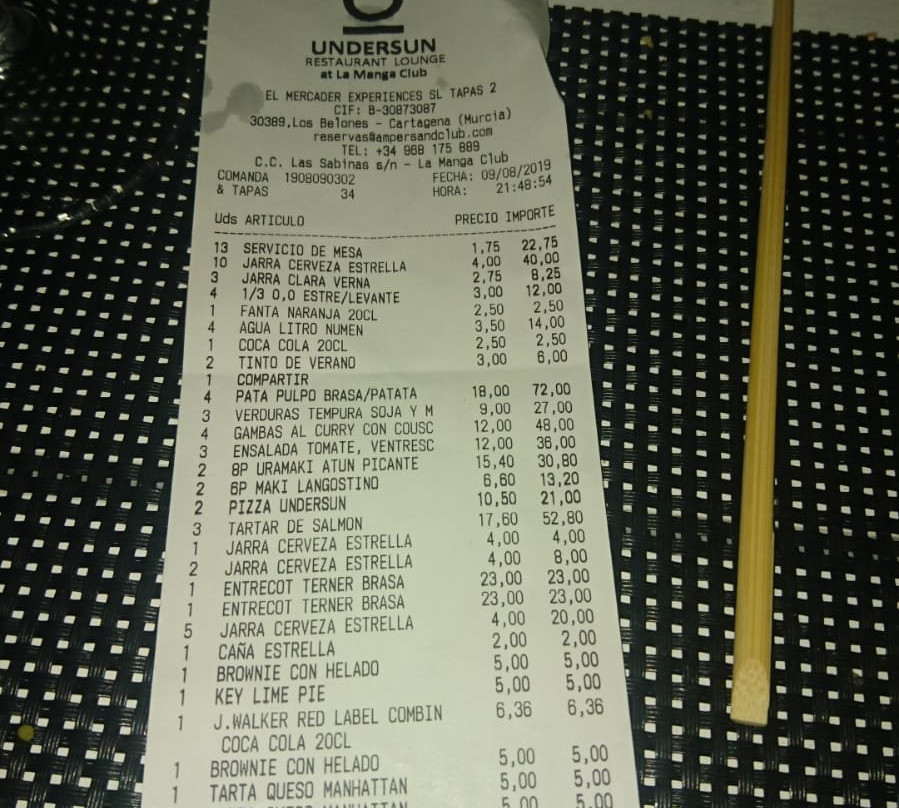 UNDERSUN
RESTAURANT LOUNGE
at La Manga Club
EL MERCADER EXPERIENCES SL TAPAS 2
CIF: B-30873087
30389,Los Belones - Cartagena (Murcia)
reservas@ampersandclub.com
TEL: +34 968 175 889
C.C. Las Sabinas s/n - La Manga Club
COMANDA 1908090302 FECHA: 09/08/2019
& TAPAS 34 HORA: 21:48:54
Uds ARTICULO PRECIO IMPORTE
13 SERVICIO DE MESA 1,75 22,75
10 JARRA CERVEZA ESTRELLA 4,00 40,00
3 JARRA CLARA VERNA 2,75 8,25
4 1/3 0,0 ESTRE/LEVANTE 3,00 12,00
1 FANTA NARANJA 20CL 2,50 2,50
4 AGUA LITRO NUMEN 3,50 14,00
1 COCA COLA 20CL 2,50 2,50
2 TINTO DE VERANO 3,00 6,00
1 COMPARTIR
4 PATA PULPO BRASA/PATATA 18,00 72,00
3 VERDURAS TEMPURA SOJA Y M 9,00 27,00
4 GAMBAS AL CURRY CON COUSC 12,00 48,00
3 ENSALADA TOMATE, VENTRESC 12,00 36,00
2 8P URAMAKI ATUN PICANTE 15,40 30,80
2 6P MAKI LANGOSTINO 6,60 13,20
2 PIZZA UNDERSUN 10,50 21,00
3 TARTAR DE SALMON 17,60 52,80
1 JARRA CERVEZA ESTRELLA 4,00 4,00
2 JARRA CERVEZA ESTRELLA 4,00 8,00
1 ENTRECOT TERNER BRASA 23,00 23,00
1 ENTRECOT TERNER BRASA 23,00 23,00
5 JARRA CERVEZA ESTRELLA 4,00 20,00
1 CAÑA ESTRELLA 2,00 2,00
1 BROWNIE CON HELADO 5,00 5,00
1 KEY LIME PIE 5,00 5,00
1 J.WALKER RED LABEL COMBIN 6,36 6,36
COCA COLA 20CL
1 BROWNIE CON HELADO 5,00 5,00
1 TARTA QUESO MANHATTAN 5,00 5,00
5,00 5,00